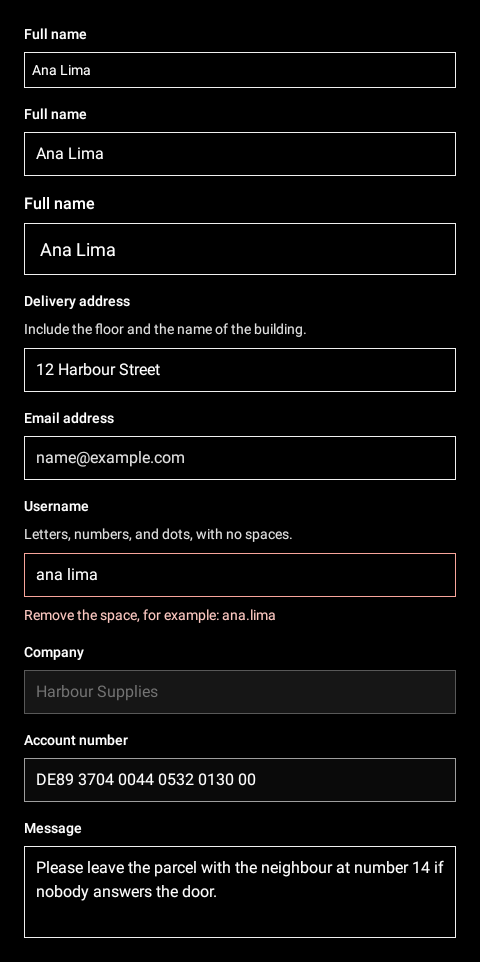 Full name
Ana Lima
Full name
Ana Lima
Full name
Ana Lima
Delivery address
Include the floor and the name of the building.
12 Harbour Street
Email address
name@example.com
Username
Letters, numbers, and dots, with no spaces.
ana lima
Remove the space, for example: ana.lima
Company
Harbour Supplies
Account number
DE89 3704 0044 0532 0130 00
Message
Please leave the parcel with the neighbour at number 14 if
nobody answers the door.